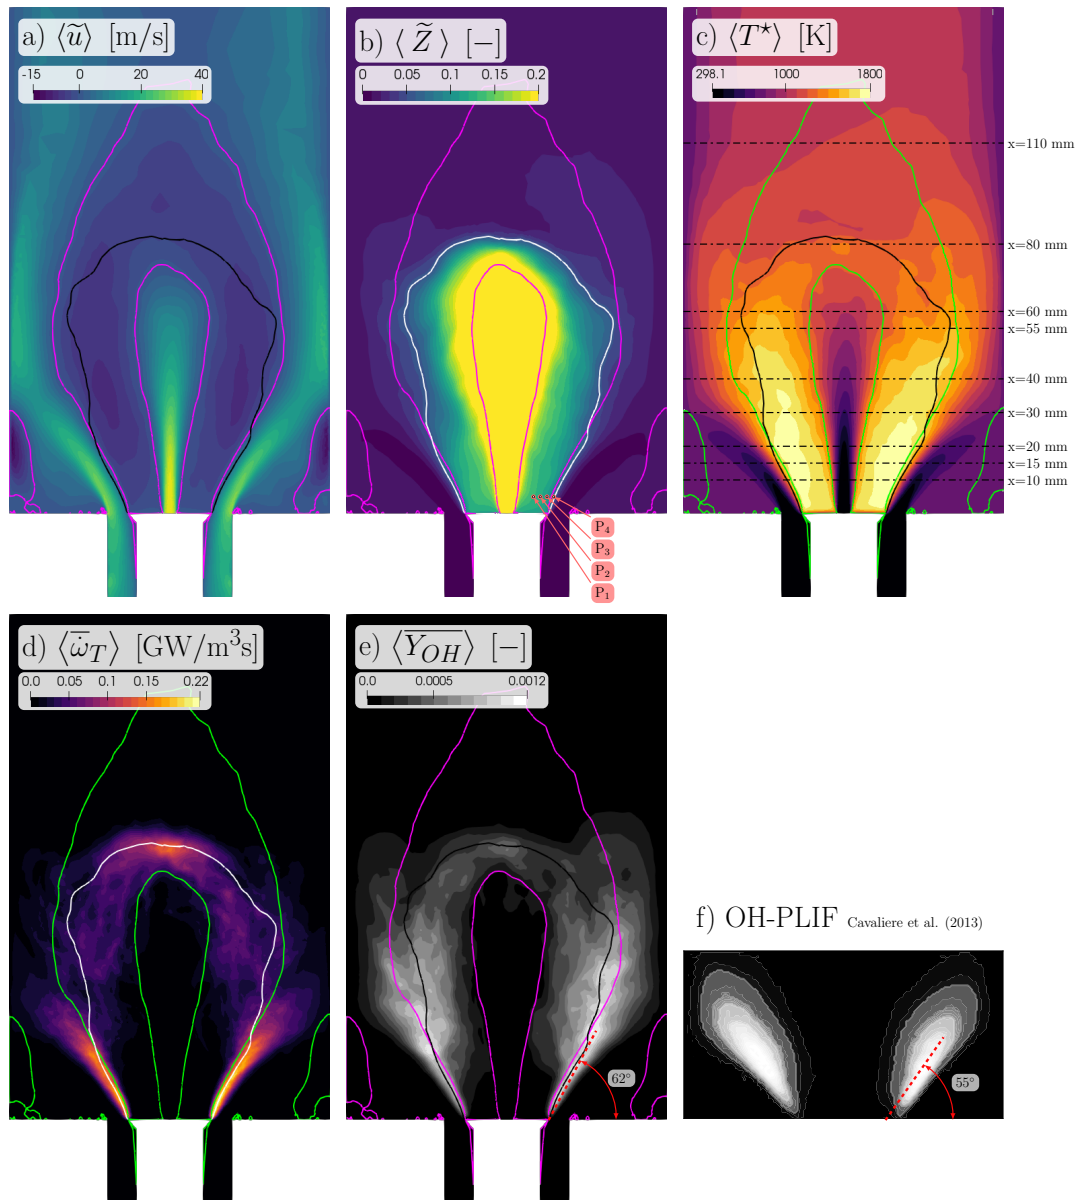 a) ⟨ũ⟩ [m/s]
-15 0 20 40
b) ⟨ Z̃ ⟩ [−]
0 0.05 0.1 0.15 0.2
c) ⟨T⋆⟩ [K]
298.1 1000 1800
x=110 mm
x=80 mm
x=60 mm
x=55 mm
x=40 mm
x=30 mm
x=20 mm
x=15 mm
x=10 mm
P₄
P₃
P₂
P₁
d) ⟨ω̇̅_T⟩ [GW/m³s]
0.0 0.05 0.1 0.15 0.22
e) ⟨Y̅_OH⟩ [−]
0.0 0.0005 0.0012
62°
f) OH-PLIF Cavaliere et al. (2013)
55°